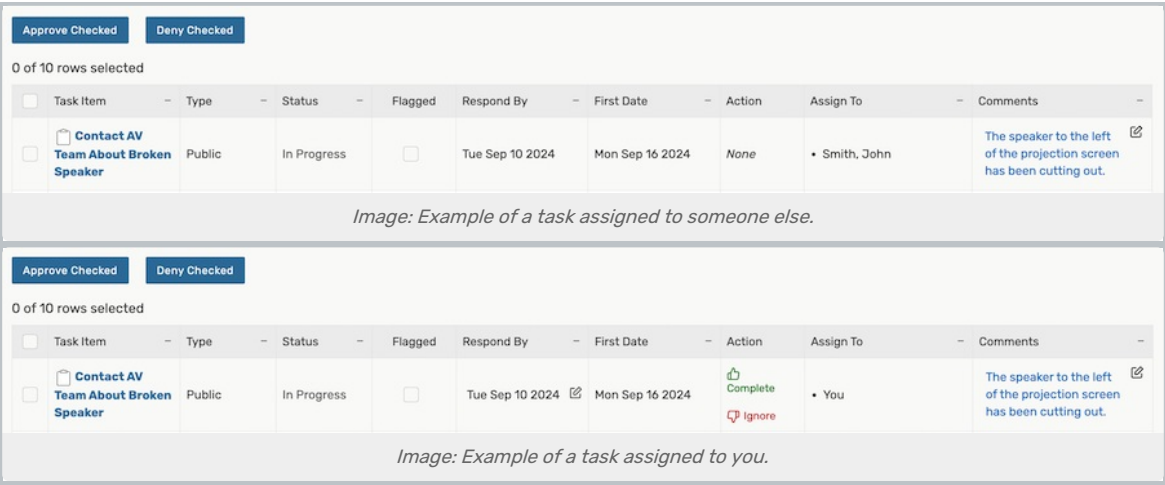 Approve Checked Deny Checked
0 of 10 rows selected
Task Item – Type – Status – Flagged Respond By – First Date – Action Assign To – Comments –
Contact AV
Team About Broken
Speaker
Public
In Progress
Tue Sep 10 2024
Mon Sep 16 2024
None
• Smith, John
The speaker to the left
of the projection screen
has been cutting out.
Image: Example of a task assigned to someone else.
Approve Checked Deny Checked
0 of 10 rows selected
Task Item – Type – Status – Flagged Respond By – First Date – Action Assign To – Comments –
Contact AV
Team About Broken
Speaker
Public
In Progress
Tue Sep 10 2024
Mon Sep 16 2024
Complete
Ignore
• You
The speaker to the left
of the projection screen
has been cutting out.
Image: Example of a task assigned to you.